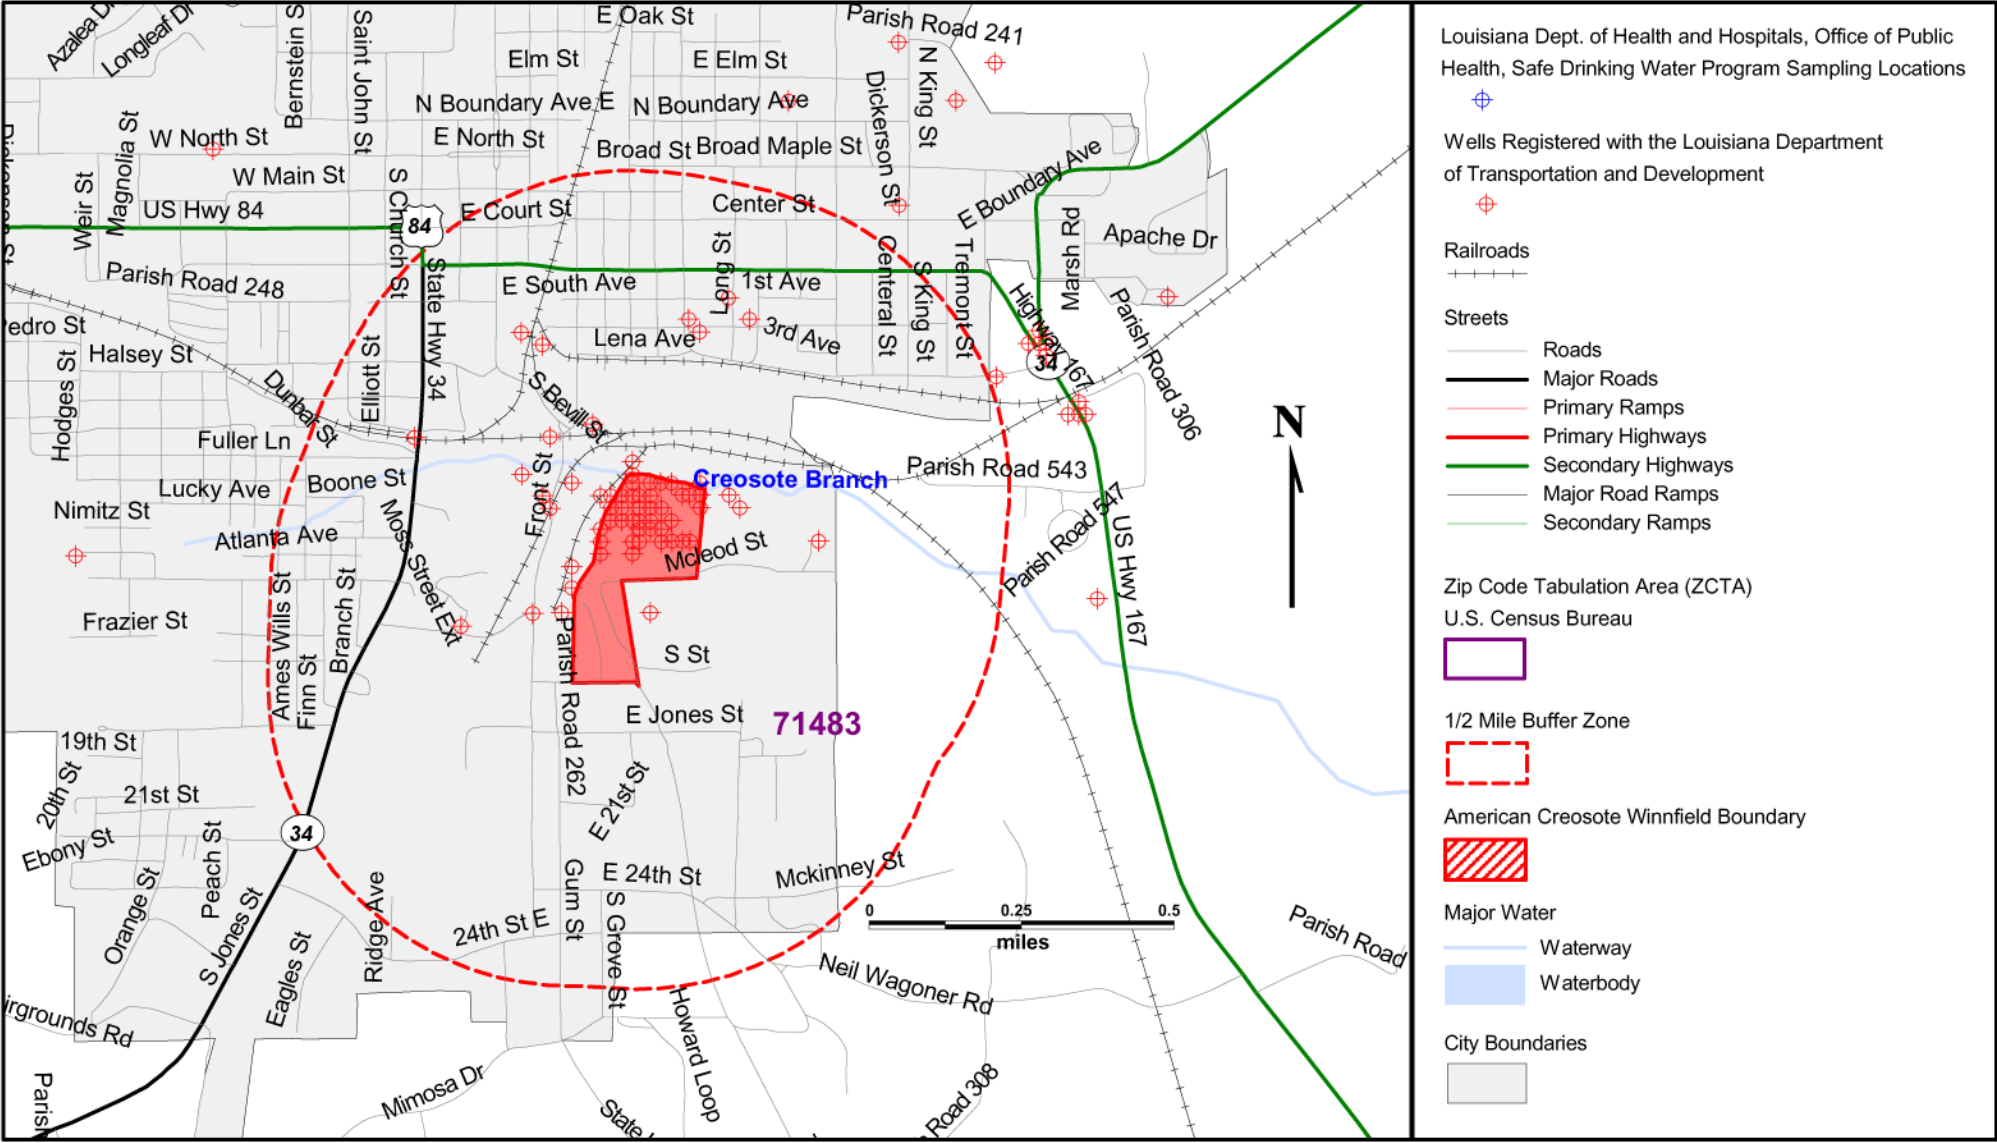 Azalea Dr
Longleaf Dr
Bernstein S
Saint John St
E Oak St
Parish Road 241
Elm St
E Elm St
N King St
Dickerson St
N Boundary Ave E
N Boundary Ave
W North St
E North St
Broad St
Broad Maple St
Magnolia St
Weir St
W Main St
S Church St
US Hwy 84
84
E Court St
Center St
E Boundary Ave
Marsh Rd
Apache Dr
Parish Road 248
State Hwy 34
E South Ave
Long St
1st Ave
Centeral St
S King St
Tremont St
Highway 167
Parish Road 306
edro St
Halsey St
Hodges St
Elliott St
Lena Ave
3rd Ave
34
Dunbar St
S Bevill St
Fuller Ln
Boone St
Lucky Ave
Nimitz St
Atlanta Ave
Moss Street Ext
Front St
Creosote Branch
Parish Road 543
Parish Road 547
US Hwy 167
Mcleod St
Frazier St
Ames Wills St
Finn St
Branch St
Parish Road 262
S St
E Jones St
71483
19th St
20th St
21st St
E 21st St
Ebony St
34
Peach St
Orange St
S Jones St
Eagles St
Ridge Ave
24th St E
Gum St
E 24th St
S Grove St
Mckinney St
0 0.25 0.5
miles
N
Parish Road
Neil Wagoner Rd
Howard Loop
irgrounds Rd
Mimosa Dr
State
Road 308
Parish
Louisiana Dept. of Health and Hospitals, Office of Public
Health, Safe Drinking Water Program Sampling Locations
Wells Registered with the Louisiana Department
of Transportation and Development
Railroads
Streets
Roads
Major Roads
Primary Ramps
Primary Highways
Secondary Highways
Major Road Ramps
Secondary Ramps
Zip Code Tabulation Area (ZCTA)
U.S. Census Bureau
1/2 Mile Buffer Zone
American Creosote Winnfield Boundary
Major Water
Waterway
Waterbody
City Boundaries